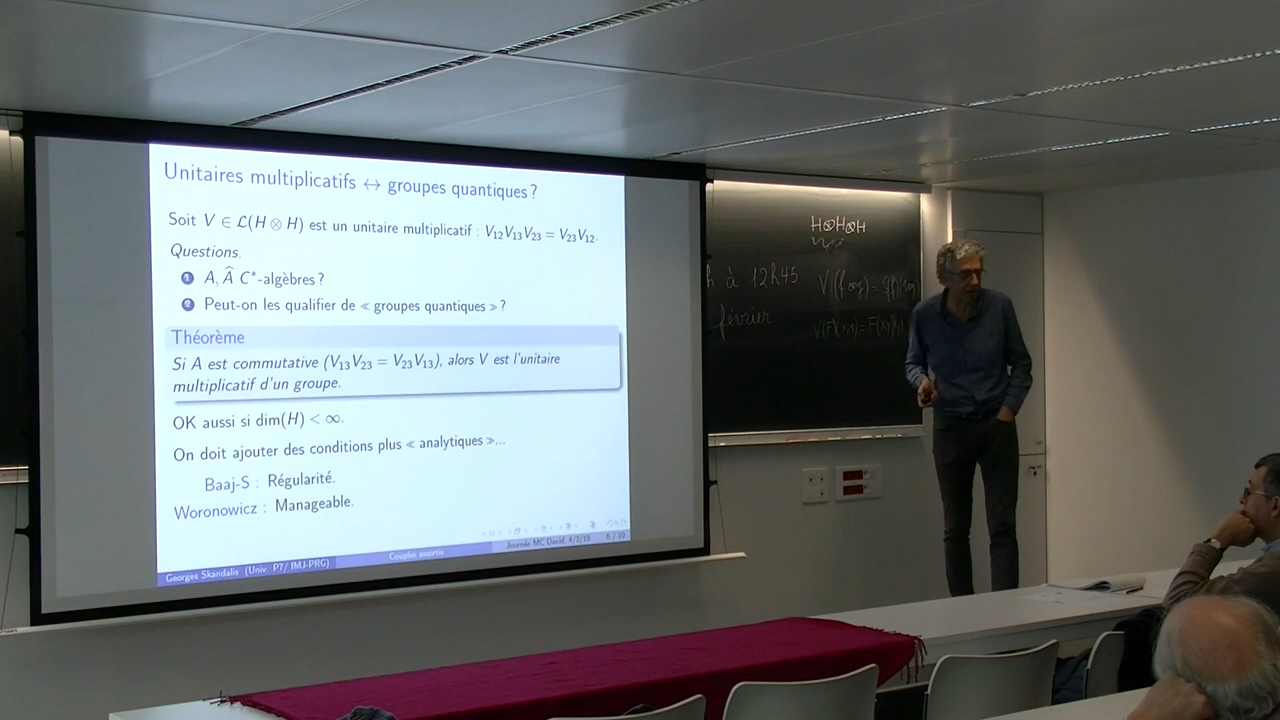 Unitaires multiplicatifs ↔ groupes quantiques ?
Soit V ∈ ℒ(H ⊗ H) est un unitaire multiplicatif : V₁₂V₁₃V₂₃ = V₂₃V₁₂.
Questions.
1 A, Â C*-algèbres ?
2 Peut-on les qualifier de « groupes quantiques » ?
Théorème
Si A est commutative (V₁₃V₂₃ = V₂₃V₁₃), alors V est l'unitaire
multiplicatif d'un groupe.
OK aussi si dim(H) < ∞.
On doit ajouter des conditions plus « analytiques »...
Baaj-S : Régularité.
Woronowicz : Manageable.
Georges Skandalis (Univ. P7/ IMJ-PRG)
Couples assortis
Journée MC David, 4/2/19
6 / 10
H⊗H⊗H
h à 12h45
février